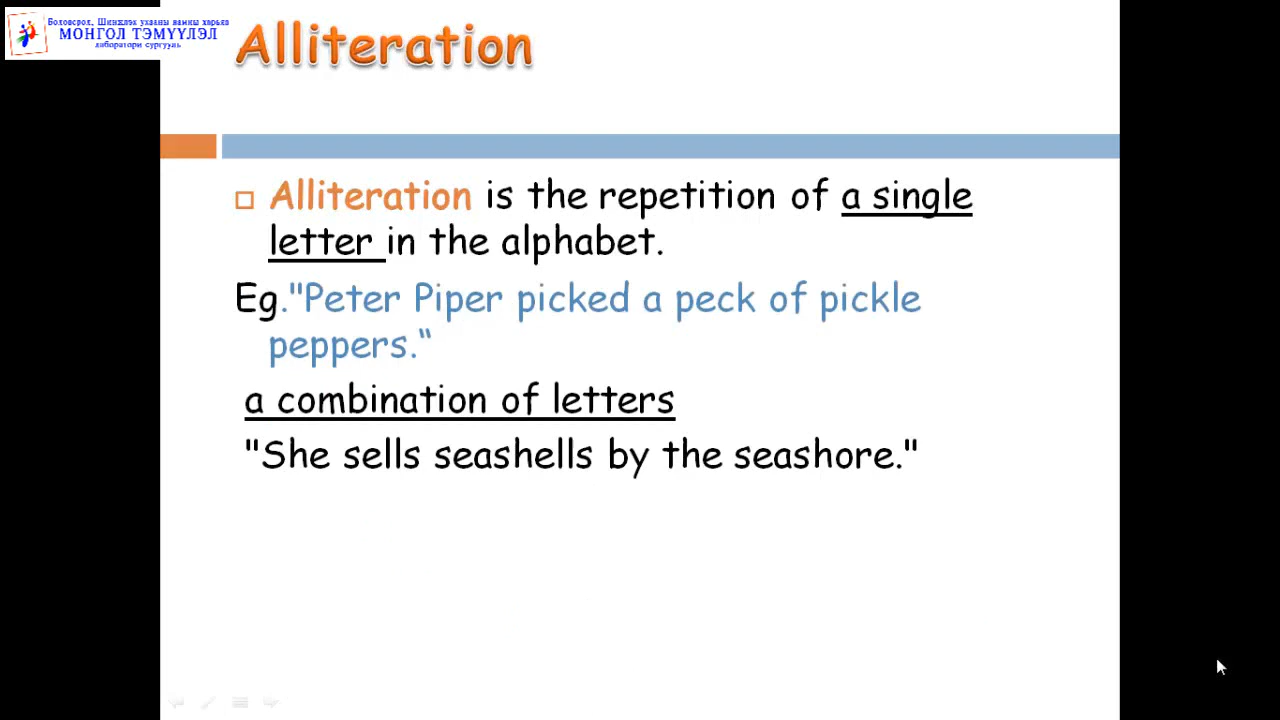 Боловсрол, Шинжлэх ухааны яамны харьяа
МОНГОЛ ТЭМҮҮЛЭЛ
лаборатори сургууль
Alliteration
Alliteration is the repetition of a single
letter in the alphabet.
Eg."Peter Piper picked a peck of pickle
peppers.“
a combination of letters
"She sells seashells by the seashore."